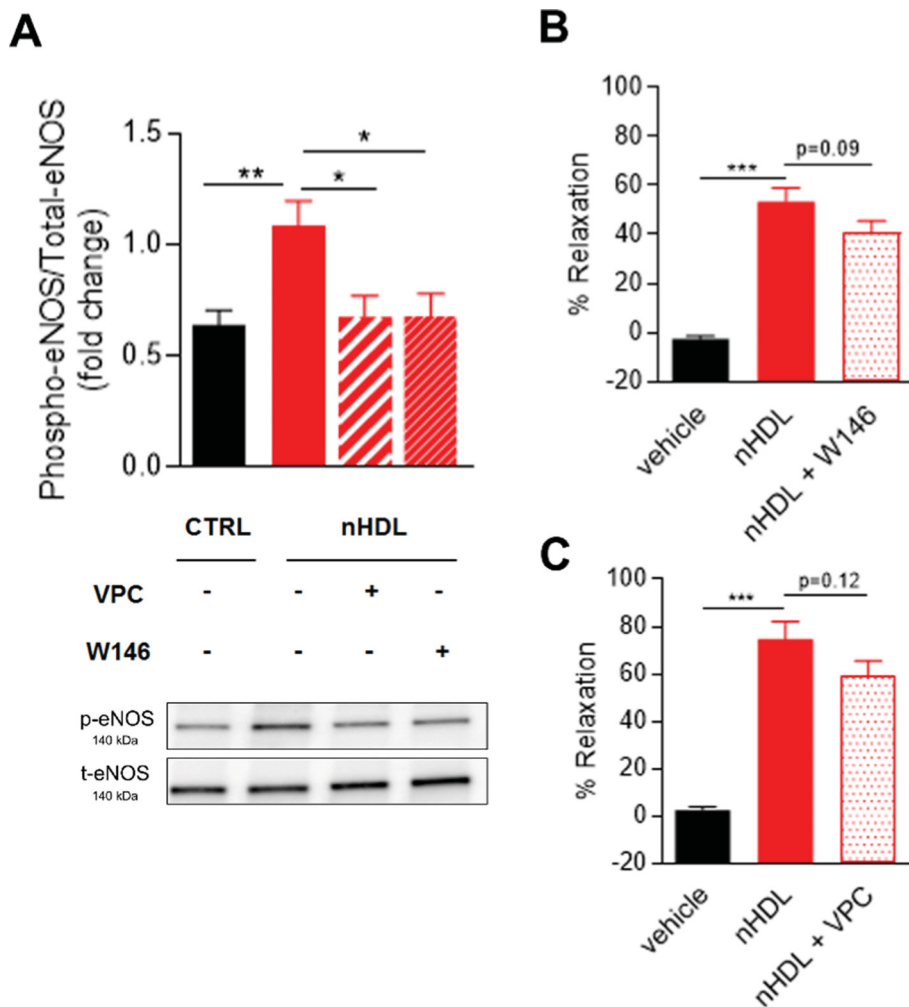 A
Phospho-eNOS/Total-eNOS
(fold change)
1.5
1.0
0.5
0.0
**
*
*
CTRL nHDL
VPC - - + -
W146 - - - +
p-eNOS
140 kDa
t-eNOS
140 kDa
B
% Relaxation
100
80
60
40
20
0
-20
***
p=0.09
vehicle
nHDL
nHDL + W146
C
% Relaxation
100
80
60
40
20
0
-20
***
p=0.12
vehicle
nHDL
nHDL + VPC